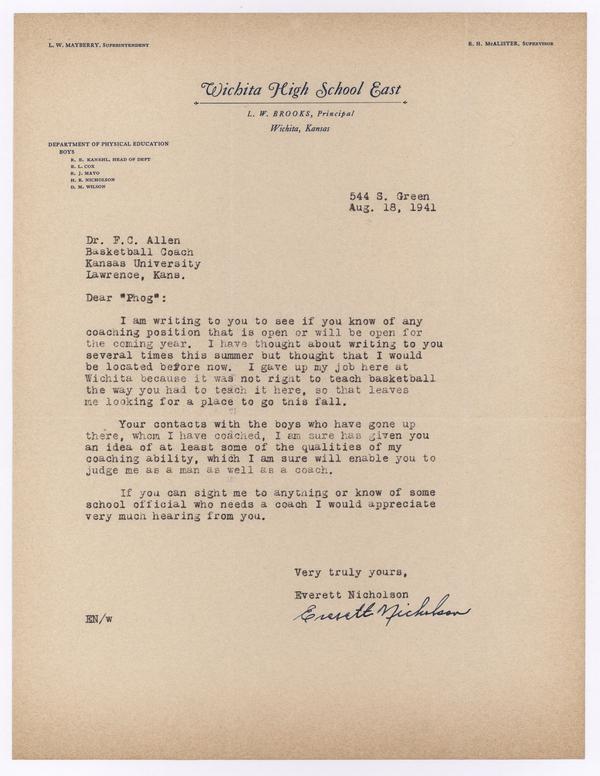 L. W. MAYBERRY, SUPERINTENDENT
R. H. McALISTER, SUPERVISOR
Wichita High School East
L. W. BROOKS, Principal
Wichita, Kansas
DEPARTMENT OF PHYSICAL EDUCATION
BOYS
R. E. KANEHL, HEAD OF DEPT
R. L. COX
R. J. MAYO
H. E. NICHOLSON
D. M. WILSON
544 S. Green
Aug. 18, 1941
Dr. F.C. Allen
Basketball Coach
Kansas University
Lawrence, Kans.
Dear "Phog":
I am writing to you to see if you know of any
coaching position that is open or will be open for
the coming year. I have thought about writing to you
several times this summer but thought that I would
be located before now. I gave up my job here at
Wichita because it was not right to teach basketball
the way you had to teach it here, so that leaves
me looking for a place to go this fall.
Your contacts with the boys who have gone up
there, whom I have coached, I am sure has given you
an idea of at least some of the qualities of my
coaching ability, which I am sure will enable you to
judge me as a man as well as a coach.
If you can sight me to anything or know of some
school official who needs a coach I would appreciate
very much hearing from you.
Very truly yours,
Everett Nicholson
Everett Nicholson
EN/w